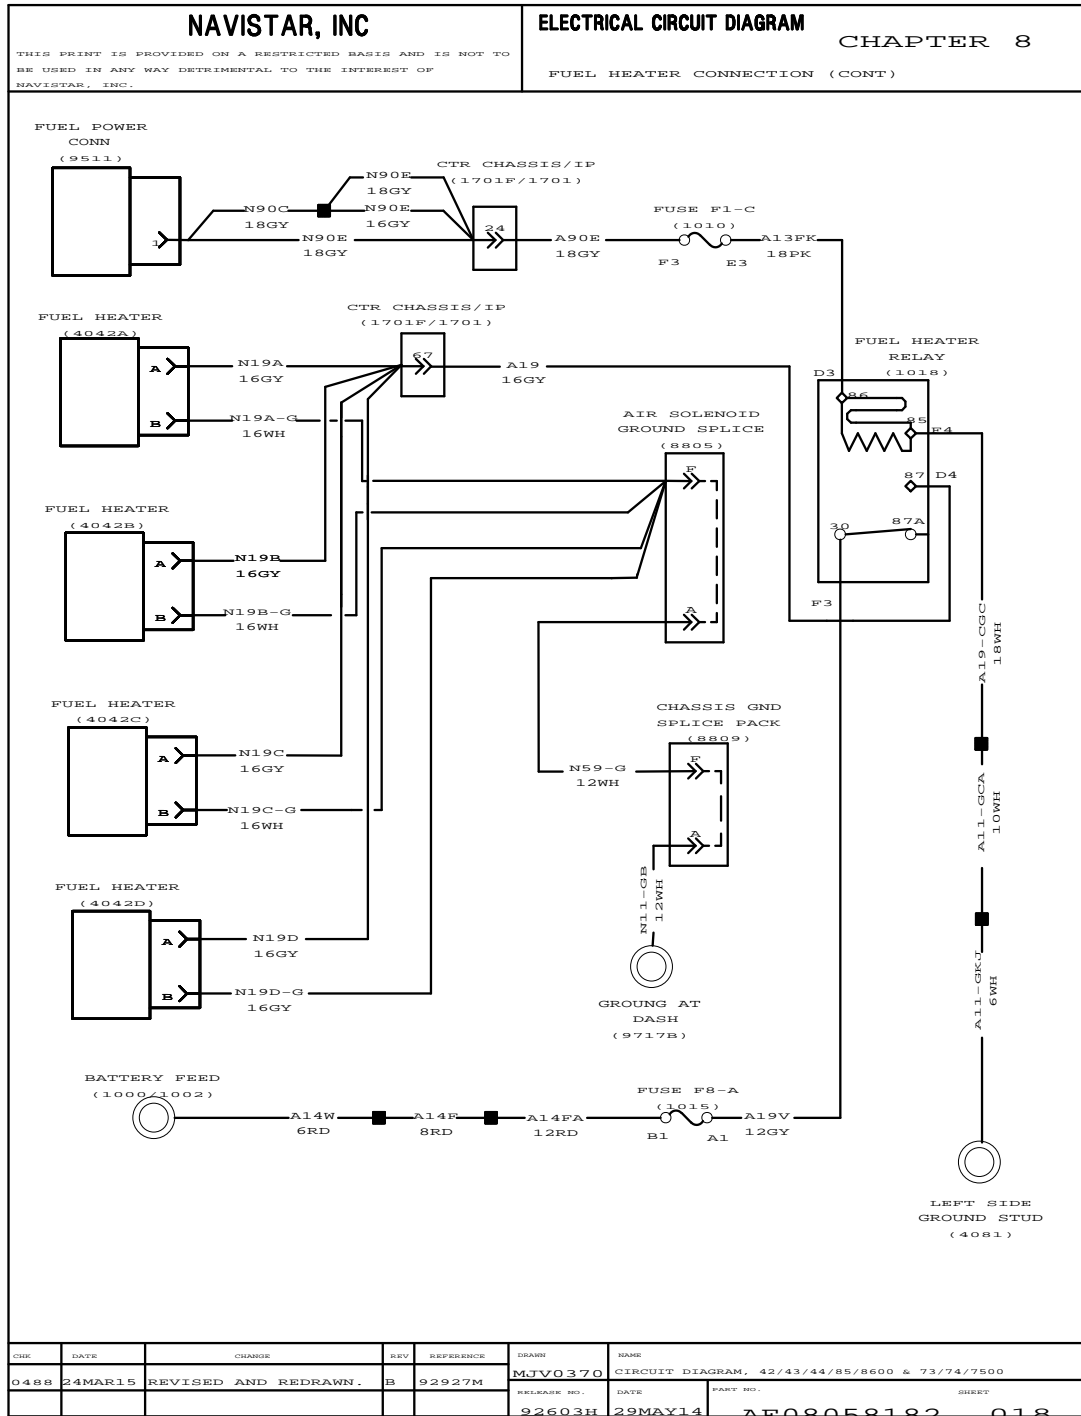 NAVISTAR, INC
THIS PRINT IS PROVIDED ON A RESTRICTED BASIS AND IS NOT TO
BE USED IN ANY WAY DETRIMENTAL TO THE INTEREST OF
NAVISTAR, INC.
ELECTRICAL CIRCUIT DIAGRAM
CHAPTER 8
FUEL HEATER CONNECTION (CONT)
FUEL POWER
CONN
(9511)
1
N90C
18GY
N90E
18GY
N90E
16GY
N90E
18GY
CTR CHASSIS/IP
(1701F/1701)
24
A90E
18GY
FUSE F1-C
(1010)
F3
E3
A13FK
18PK
FUEL HEATER
(4042A)
A
B
N19A
16GY
N19A-G
16WH
CTR CHASSIS/IP
(1701F/1701)
67
A19
16GY
FUEL HEATER
RELAY
(1018)
D3
86
85
F4
87 D4
30
87A
F3
AIR SOLENOID
GROUND SPLICE
(8805)
F
A
FUEL HEATER
(4042B)
A
B
N19B
16GY
N19B-G
16WH
A19-CGC
18WH
FUEL HEATER
(4042C)
A
B
N19C
16GY
N19C-G
16WH
CHASSIS GND
SPLICE PACK
(8809)
F
A
N59-G
12WH
A11-GCA
10WH
N11-GB
12WH
FUEL HEATER
(4042D)
A
B
N19D
16GY
N19D-G
16GY
GROUNG AT
DASH
(9717B)
A11-GKJ
6WH
BATTERY FEED
(1000/1002)
A14W
6RD
A14F
8RD
A14FA
12RD
FUSE F8-A
(1015)
B1
A1
A19V
12GY
LEFT SIDE
GROUND STUD
(4081)
CHK DATE CHANGE REV REFERENCE
0488 24MAR15 REVISED AND REDRAWN. B 92927M
DRAWN
MJV0370
NAME
CIRCUIT DIAGRAM, 42/43/44/85/8600 & 73/74/7500
RELEASE NO.
92603H
DATE
29MAY14
PART NO.
AF08058182
SHEET
018